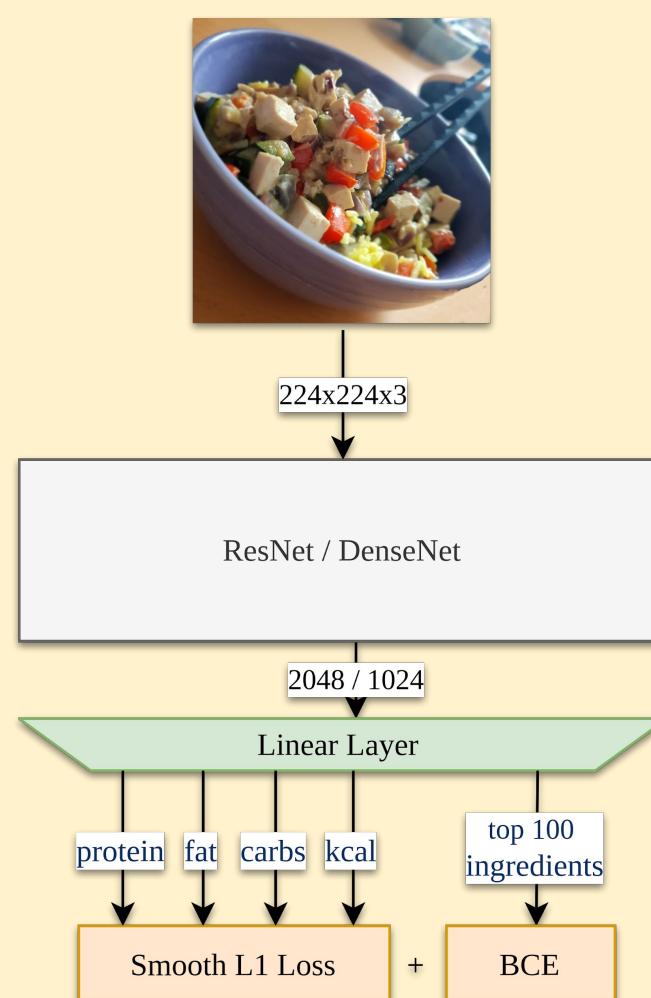 224x224x3
ResNet / DenseNet
2048 / 1024
Linear Layer
protein fat carbs kcal
top 100
ingredients
Smooth L1 Loss + BCE